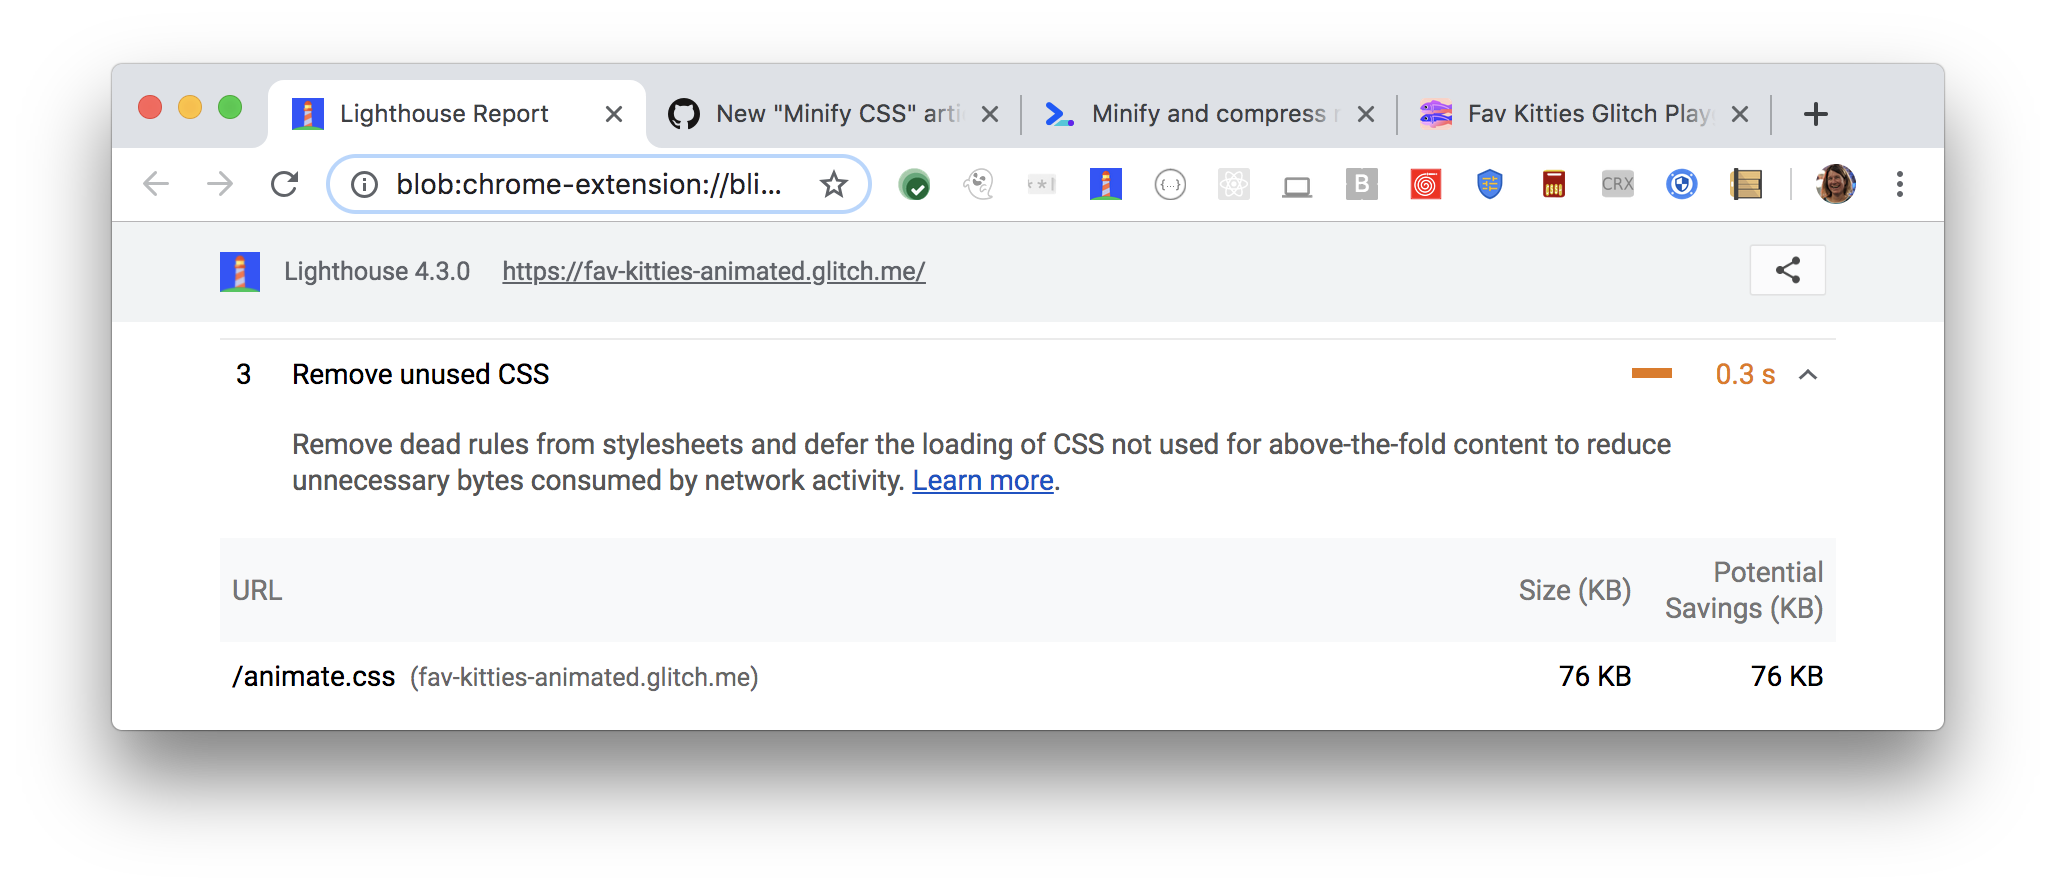 Lighthouse Report
New "Minify CSS" arti
Minify and compress
Fav Kitties Glitch Play
blob:chrome-extension://bli...
**|
{...}
B
CRX
Lighthouse 4.3.0 https://fav-kitties-animated.glitch.me/
3 Remove unused CSS 0.3 s
Remove dead rules from stylesheets and defer the loading of CSS not used for above-the-fold content to reduce
unnecessary bytes consumed by network activity. Learn more.
URL Size (KB) Potential
Savings (KB)
/animate.css (fav-kitties-animated.glitch.me) 76 KB 76 KB